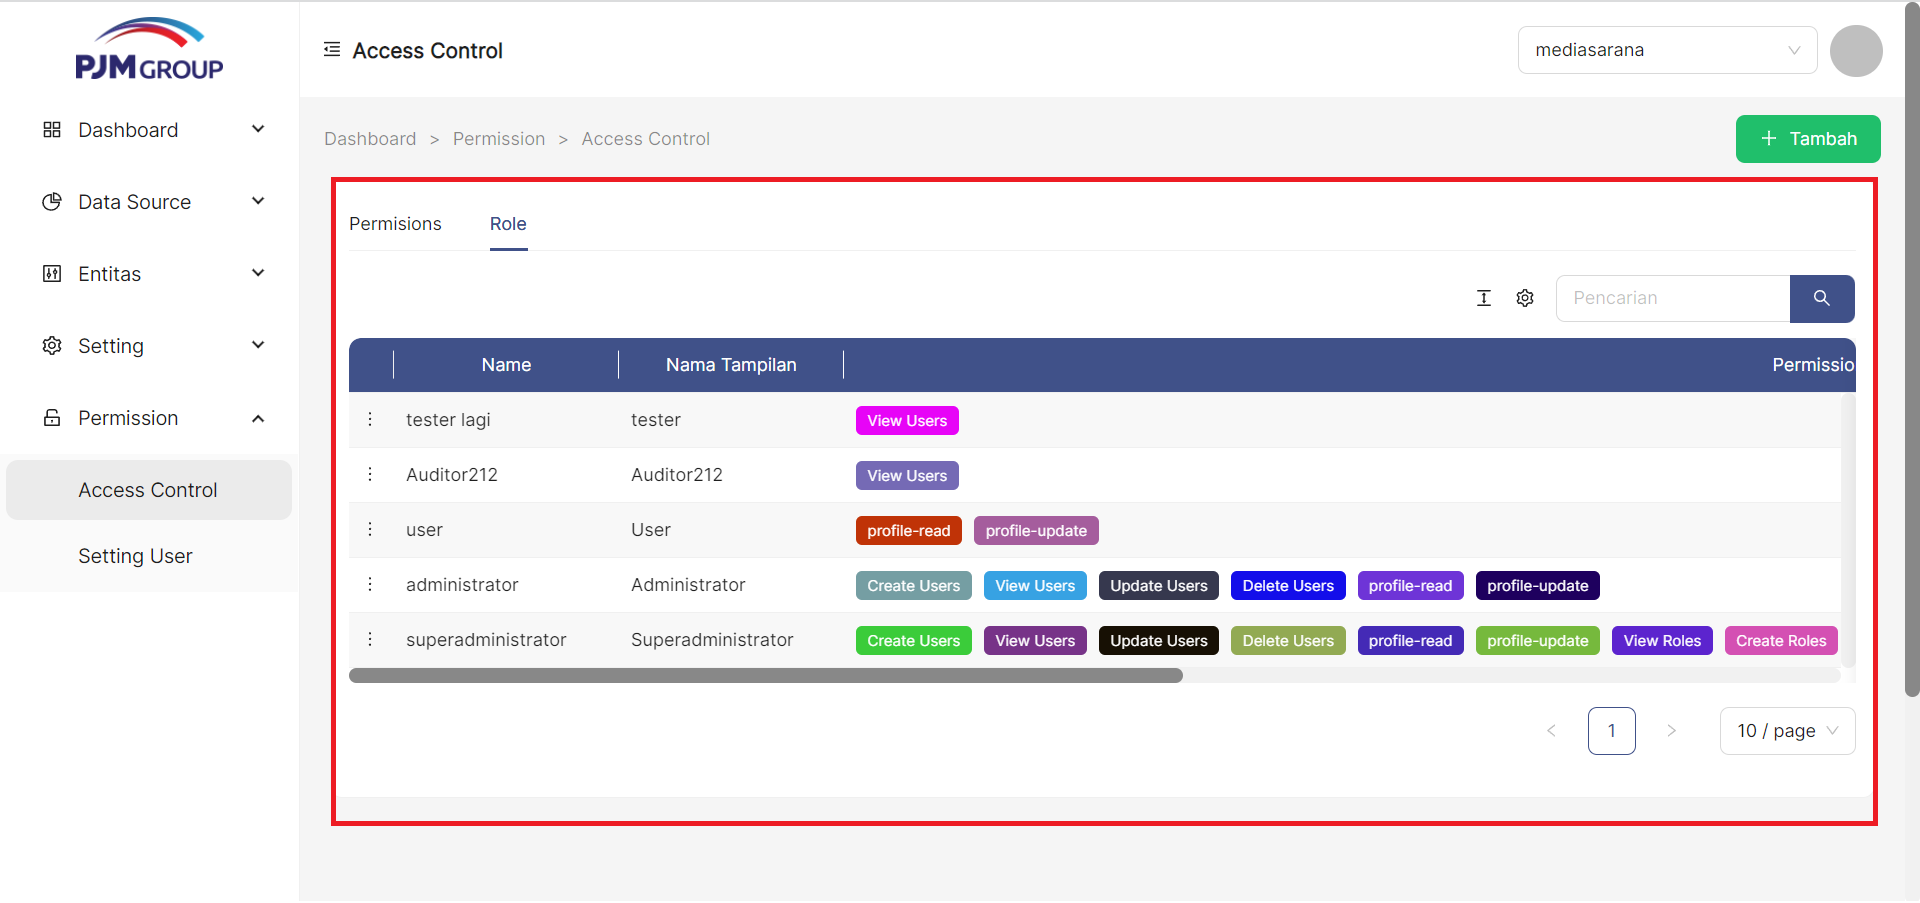 PJM GROUP
Access Control
mediasarana
Dashboard
Data Source
Entitas
Setting
Permission
Access Control
Setting User
Dashboard > Permission > Access Control
+ Tambah
Permisions Role
Pencarian
Name Nama Tampilan Permissio
tester lagi tester View Users
Auditor212 Auditor212 View Users
user User profile-read profile-update
administrator Administrator Create Users View Users Update Users Delete Users profile-read profile-update
superadministrator Superadministrator Create Users View Users Update Users Delete Users profile-read profile-update View Roles Create Roles
< 1 > 10 / page